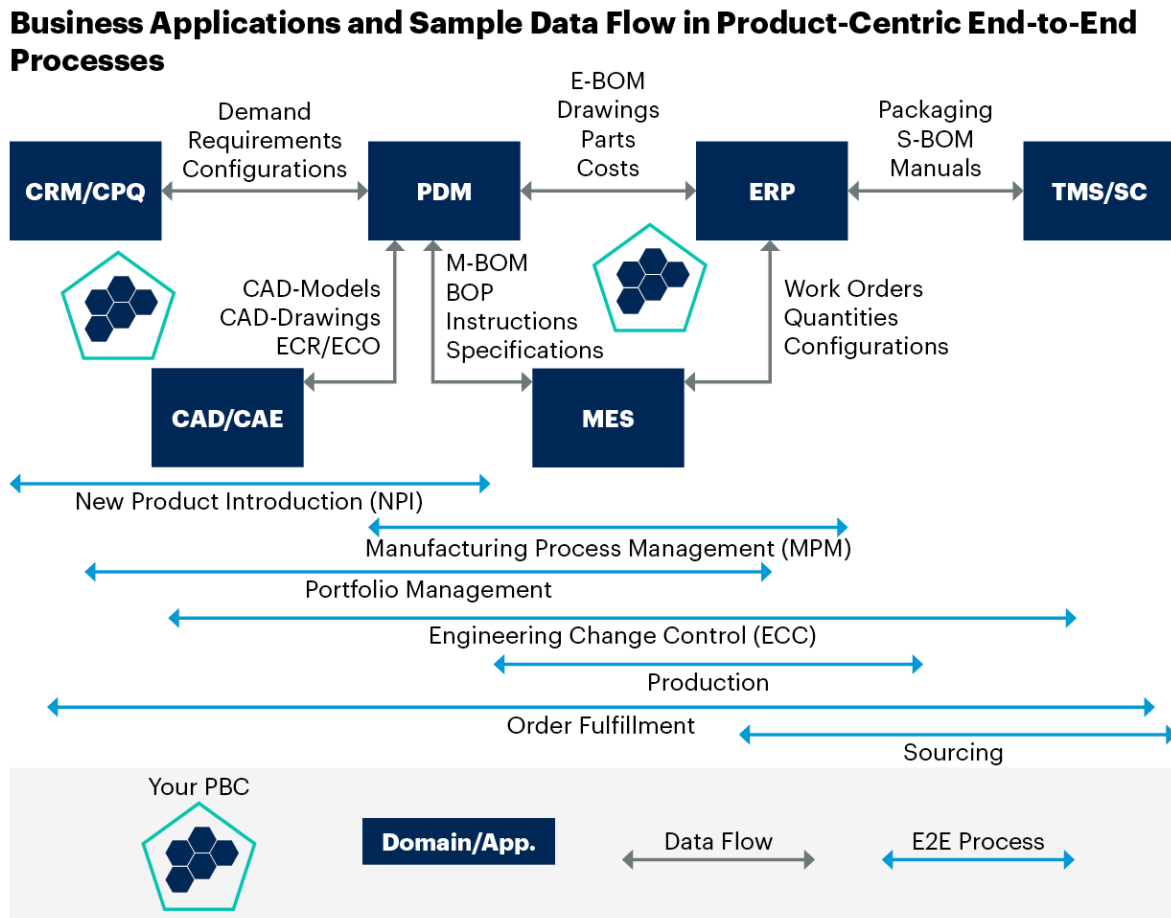 Business Applications and Sample Data Flow in Product-Centric End-to-End
Processes
Demand
Requirements
Configurations
E-BOM
Drawings
Parts
Costs
Packaging
S-BOM
Manuals
CRM/CPQ
PDM
ERP
TMS/SC
CAD-Models
CAD-Drawings
ECR/ECO
M-BOM
BOP
Instructions
Specifications
Work Orders
Quantities
Configurations
CAD/CAE
MES
New Product Introduction (NPI)
Manufacturing Process Management (MPM)
Portfolio Management
Engineering Change Control (ECC)
Production
Order Fulfillment
Sourcing
Your PBC
Domain/App.
Data Flow
E2E Process